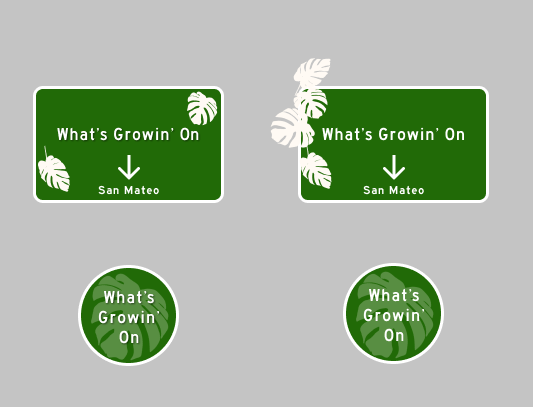 What's Growin' On
San Mateo
What's Growin' On
San Mateo
What's
Growin'
On
What's
Growin'
On